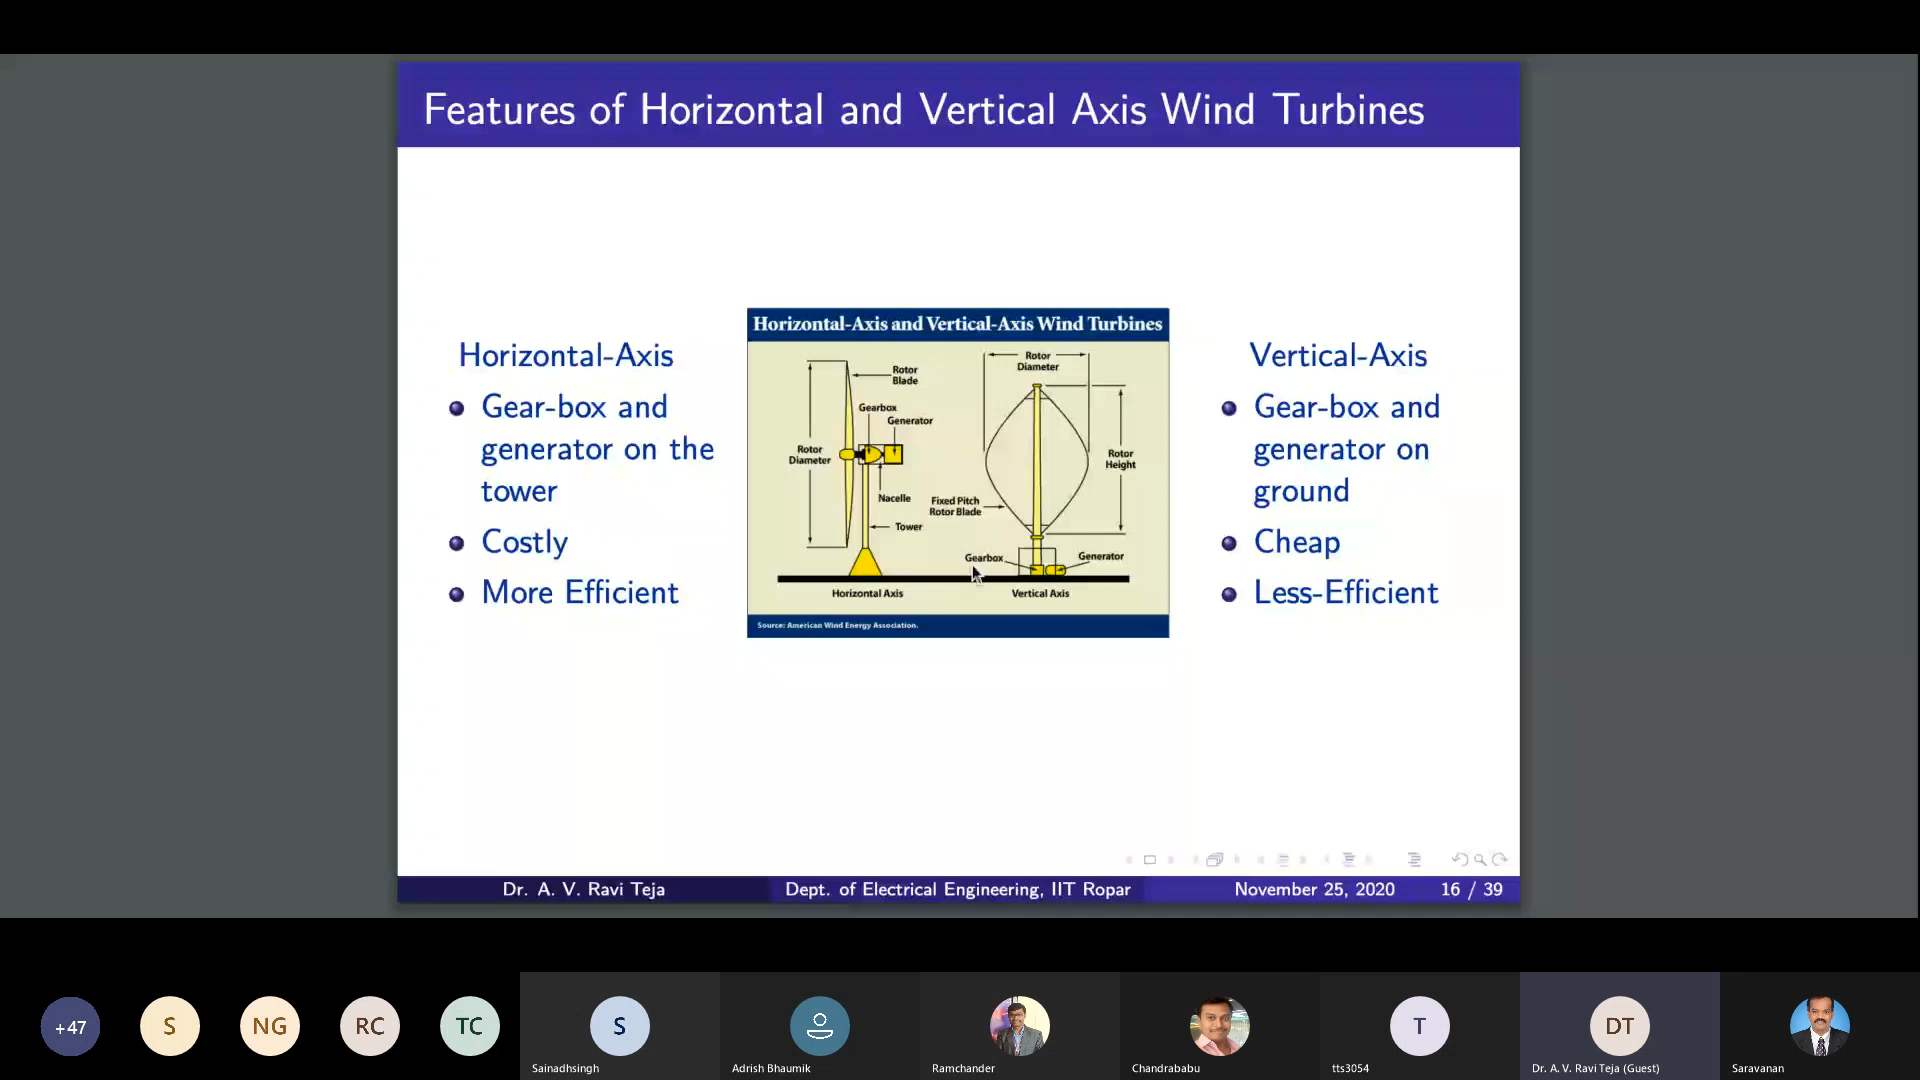 Features of Horizontal and Vertical Axis Wind Turbines
Horizontal-Axis
Gear-box and
generator on the
tower
Costly
More Efficient
Horizontal-Axis and Vertical-Axis Wind Turbines
Rotor
Blade
Gearbox
Generator
Rotor
Diameter
Nacelle
Tower
Horizontal Axis
Rotor
Diameter
Rotor
Height
Fixed Pitch
Rotor Blade
Gearbox
Generator
Vertical Axis
Source: American Wind Energy Association.
Vertical-Axis
Gear-box and
generator on
ground
Cheap
Less-Efficient
Dr. A. V. Ravi Teja
Dept. of Electrical Engineering, IIT Ropar
November 25, 2020
16 / 39
+47
S
NG
RC
TC
S
Sainadhsingh
Adrish Bhaumik
Ramchander
Chandrababu
T
tts3054
DT
Dr. A. V. Ravi Teja (Guest)
Saravanan